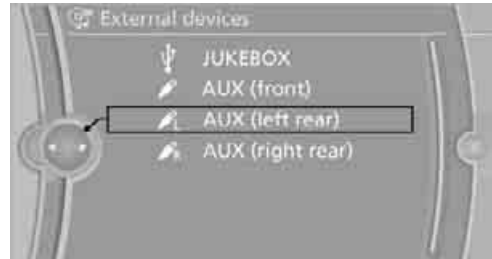 External devices
JUKEBOX
AUX (front)
AUX (left rear)
AUX (right rear)